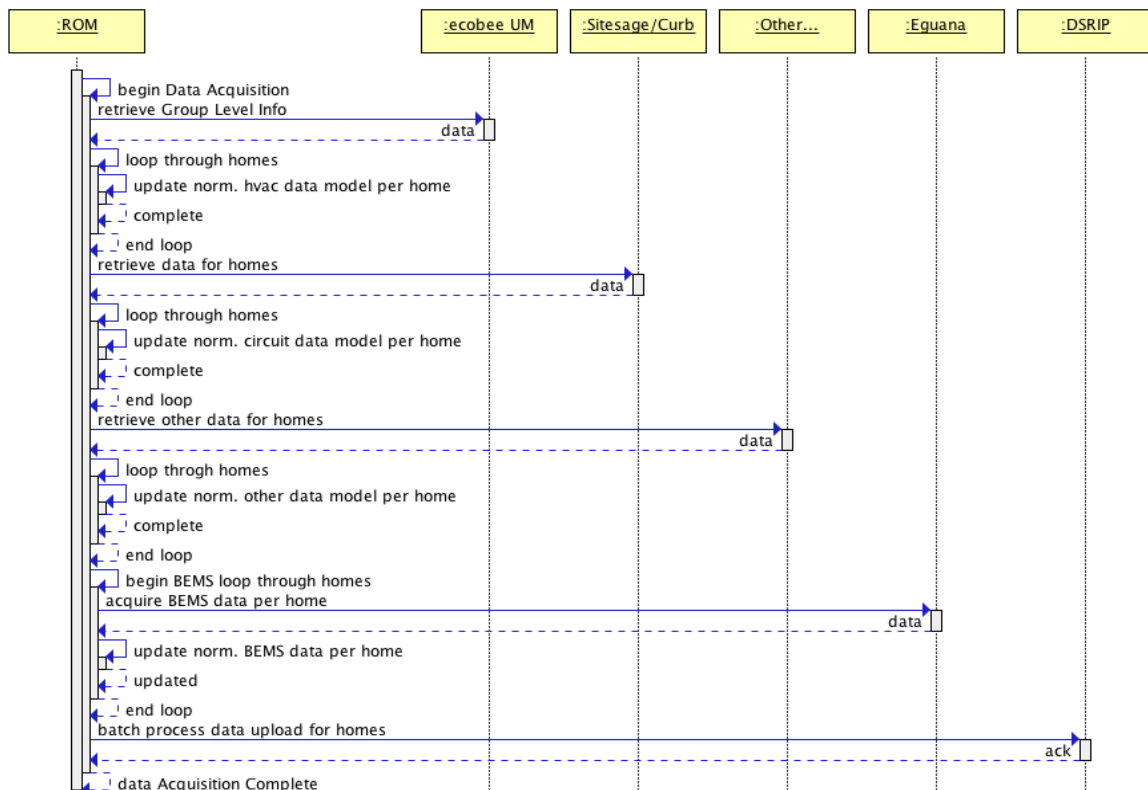 :ROM
:ecobee UM
:Sitesage/Curb
:Other...
:Eguana
:DSRIP
begin Data Acquisition
retrieve Group Level Info
data
loop through homes
update norm. hvac data model per home
complete
end loop
retrieve data for homes
data
loop through homes
update norm. circuit data model per home
complete
end loop
retrieve other data for homes
data
loop throgh homes
update norm. other data model per home
complete
end loop
begin BEMS loop through homes
acquire BEMS data per home
data
update norm. BEMS data per home
updated
end loop
batch process data upload for homes
ack
data Acquisition Complete